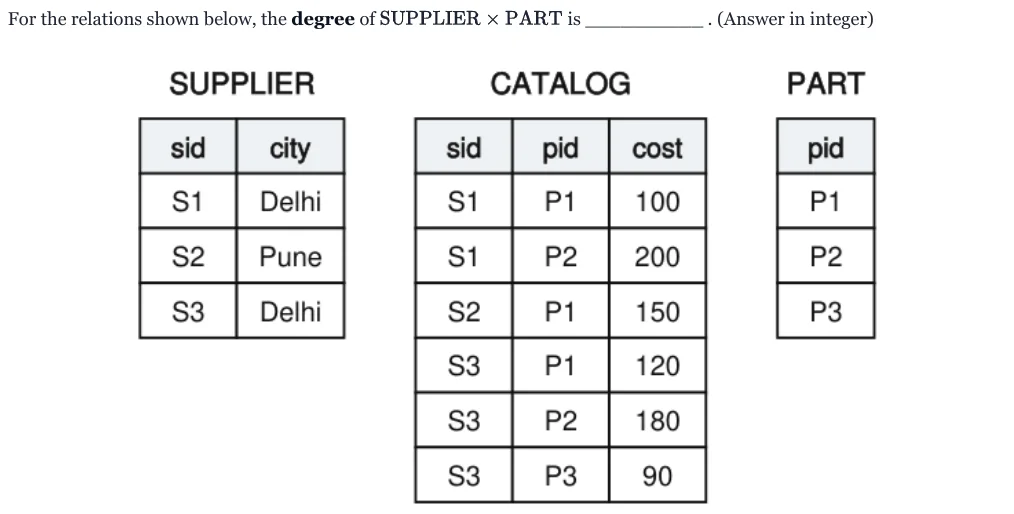 For the relations shown below, the degree of SUPPLIER × PART is ____________ . (Answer in integer)
SUPPLIER CATALOG PART
sid city sid pid cost pid
S1 Delhi S1 P1 100 P1
S2 Pune S1 P2 200 P2
S3 Delhi S2 P1 150 P3
S3 P1 120
S3 P2 180
S3 P3 90